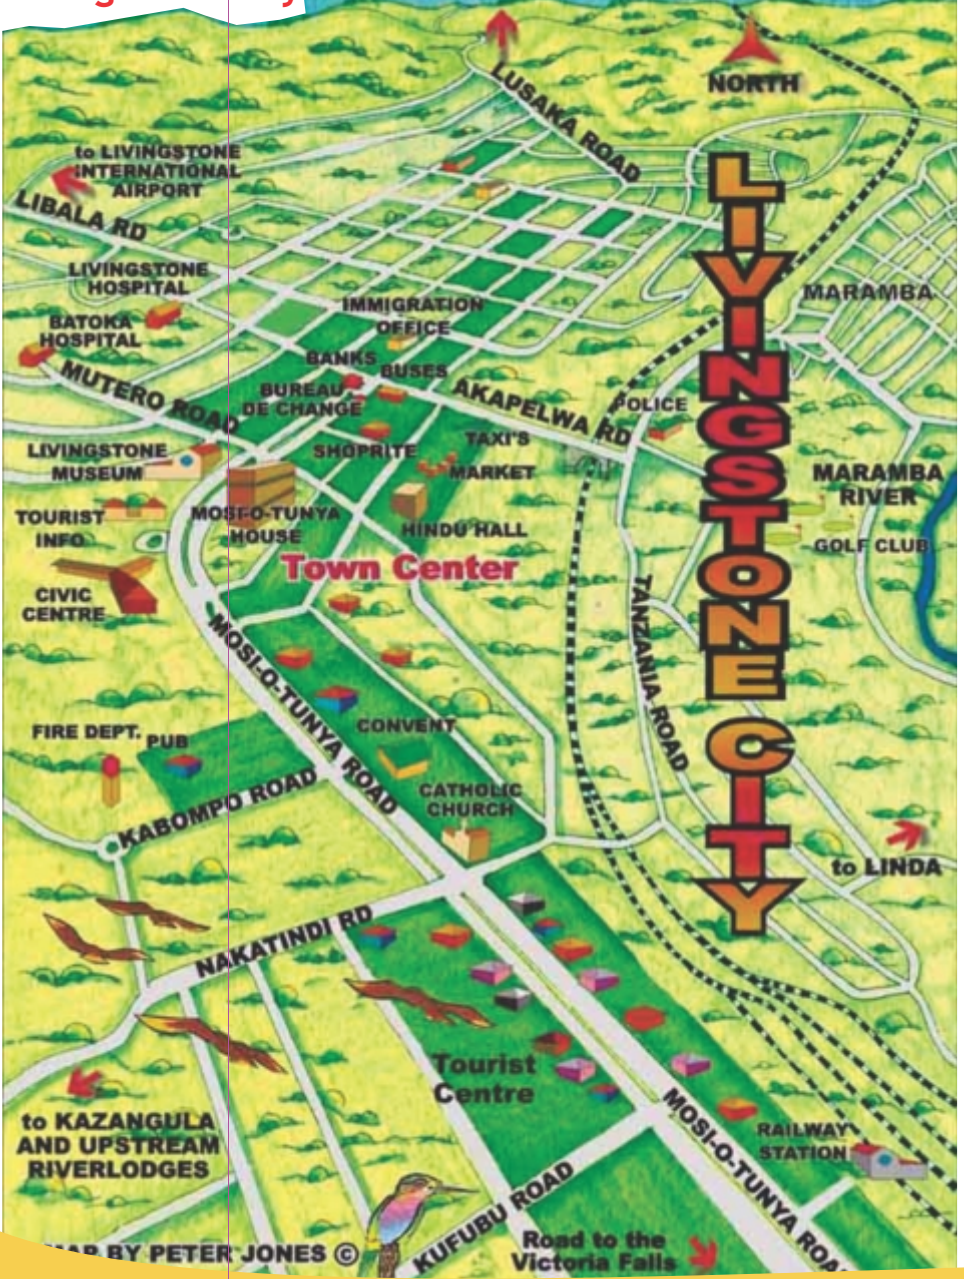 LUSAKA ROAD
NORTH
to LIVINGSTONE
INTERNATIONAL
AIRPORT
LIBALA RD
LIVINGSTONE
HOSPITAL
BATOKA
HOSPITAL
MUTERO ROAD
IMMIGRATION
OFFICE
BANKS
BUSES
BUREAU
DE CHANGE
AKAPELWA RD
POLICE
MARAMBA
SHOPRITE
TAXI'S
MARKET
LIVINGSTONE
MUSEUM
MARAMBA
RIVER
TOURIST
INFO
MOSI-O-TUNYA
HOUSE
HINDU HALL
GOLF CLUB
Town Center
CIVIC
CENTRE
LIVINGSTONE CITY
TANZANIA ROAD
MOSI-O-TUNYA ROAD
FIRE DEPT.
PUB
CONVENT
KABOMPO ROAD
CATHOLIC
CHURCH
to LINDA
NAKATINDI RD
Tourist
Centre
to KAZANGULA
AND UPSTREAM
RIVERLODGES
MOSI-O-TUNYA ROAD
RAILWAY
STATION
KUFUBU ROAD
Road to the
Victoria Falls
MAP BY PETER JONES ©